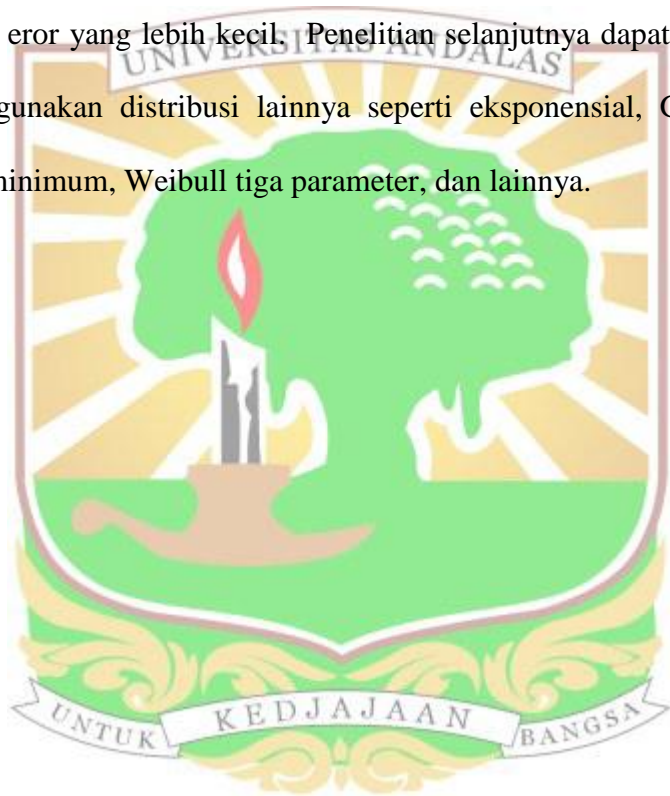 eror yang lebih kecil. Penelitian selanjutnya dapat
UNIVERSITAS ANDALAS
gunakan distribusi lainnya seperti eksponensial,
inimum, Weibull tiga parameter, dan lainnya.
UNTUK KEDJAJAAN BANGSA